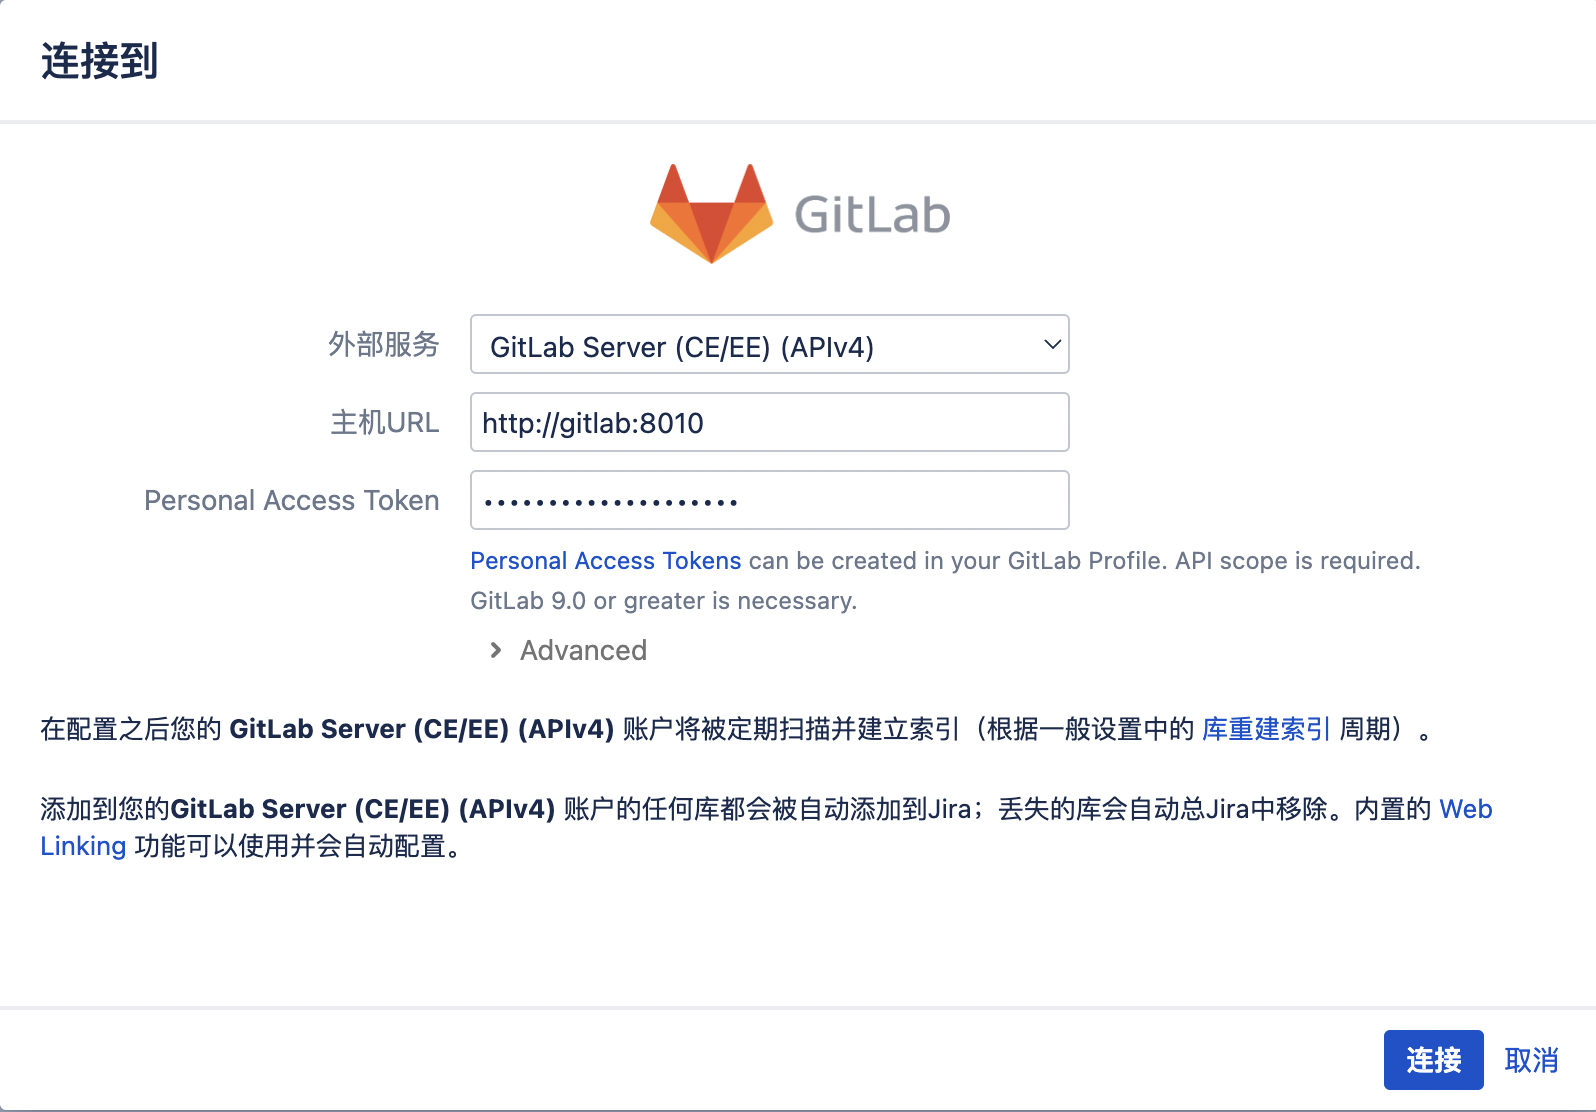 连接到
GitLab
外部服务
GitLab Server (CE/EE) (APIv4)
主机URL
http://gitlab:8010
Personal Access Token
••••••••••••••••••••
Personal Access Tokens can be created in your GitLab Profile. API scope is required.
GitLab 9.0 or greater is necessary.
Advanced
在配置之后您的 GitLab Server (CE/EE) (APIv4) 账户将被定期扫描并建立索引（根据一般设置中的 库重建索引 周期）。
添加到您的GitLab Server (CE/EE) (APIv4) 账户的任何库都会被自动添加到Jira；丢失的库会自动总Jira中移除。内置的 Web
Linking 功能可以使用并会自动配置。
连接
取消